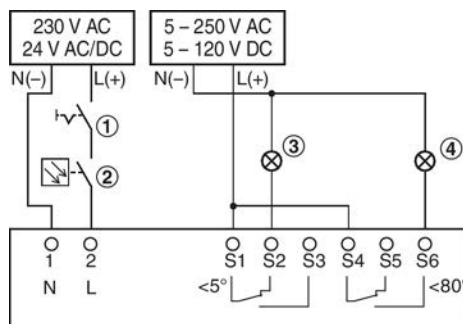 230 V AC
24 V AC/DC
5 – 250 V AC
5 – 120 V DC
N(–) L(+)
N(–) L(+)
1
2
3
4
1 2 S1 S2 S3 S4 S5 S6
N L <5° <80°